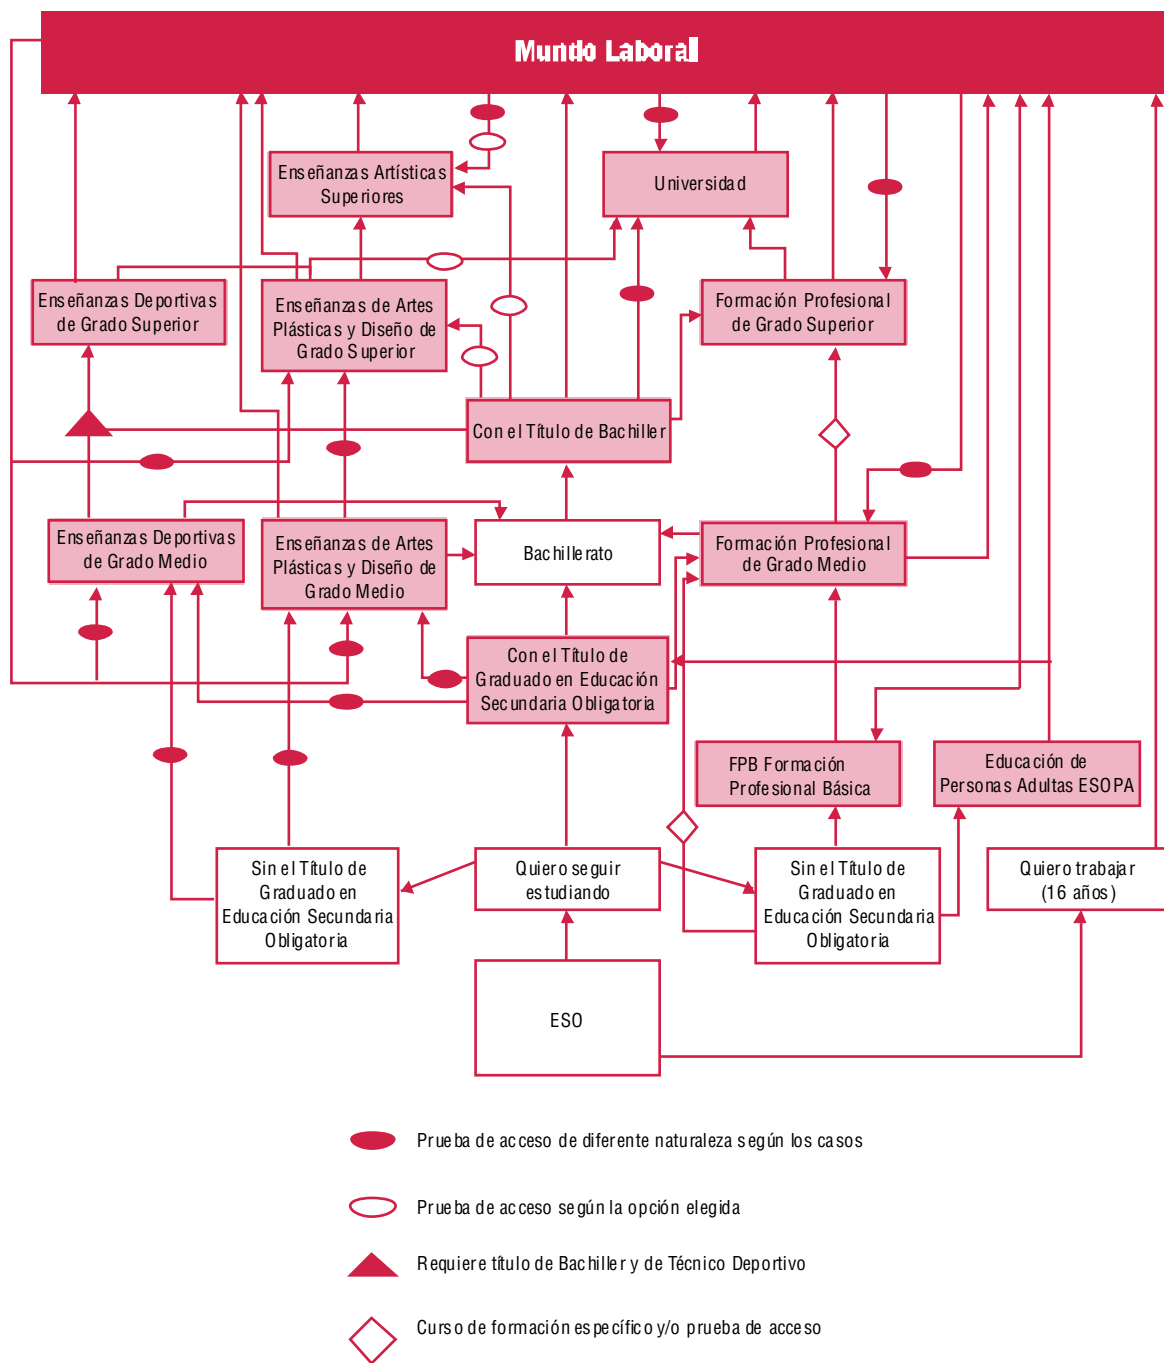 Mundo Laboral
Enseñanzas Artísticas
Superiores
Universidad
Enseñanzas Deportivas
de Grado Superior
Enseñanzas de Artes
Plásticas y Diseño de
Grado Superior
Formación Profesional
de Grado Superior
Con el Título de Bachiller
Enseñanzas Deportivas
de Grado Medio
Enseñanzas de Artes
Plásticas y Diseño de
Grado Medio
Bachillerato
Formación Profesional
de Grado Medio
Con el Título de
Graduado en Educación
Secundaria Obligatoria
FPB Formación
Profesional Básica
Educación de
Personas Adultas ESOPA
Sin el Título de
Graduado en
Educación Secundaria
Obligatoria
Quiero seguir
estudiando
Sin el Título de
Graduado en
Educación Secundaria
Obligatoria
Quiero trabajar
(16 años)
ESO
Prueba de acceso de diferente naturaleza según los casos
Prueba de acceso según la opción elegida
Requiere título de Bachiller y de Técnico Deportivo
Curso de formación específico y/o prueba de acceso